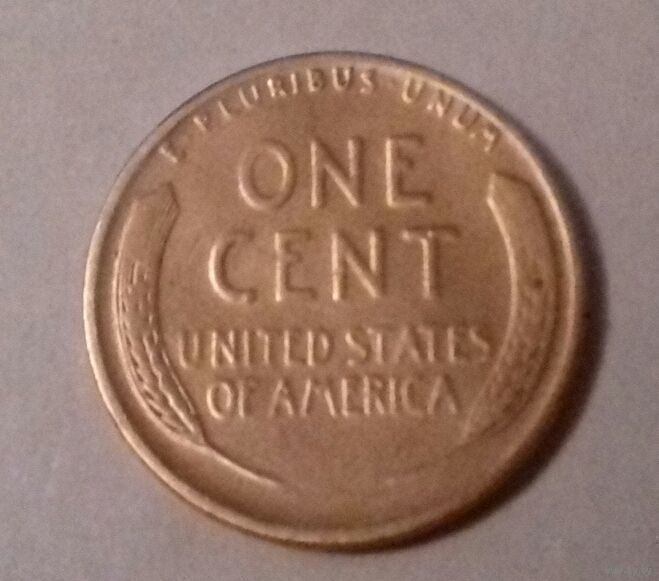 E PLURIBUS UNUM
ONE
CENT
UNITED STATES
OF AMERICA